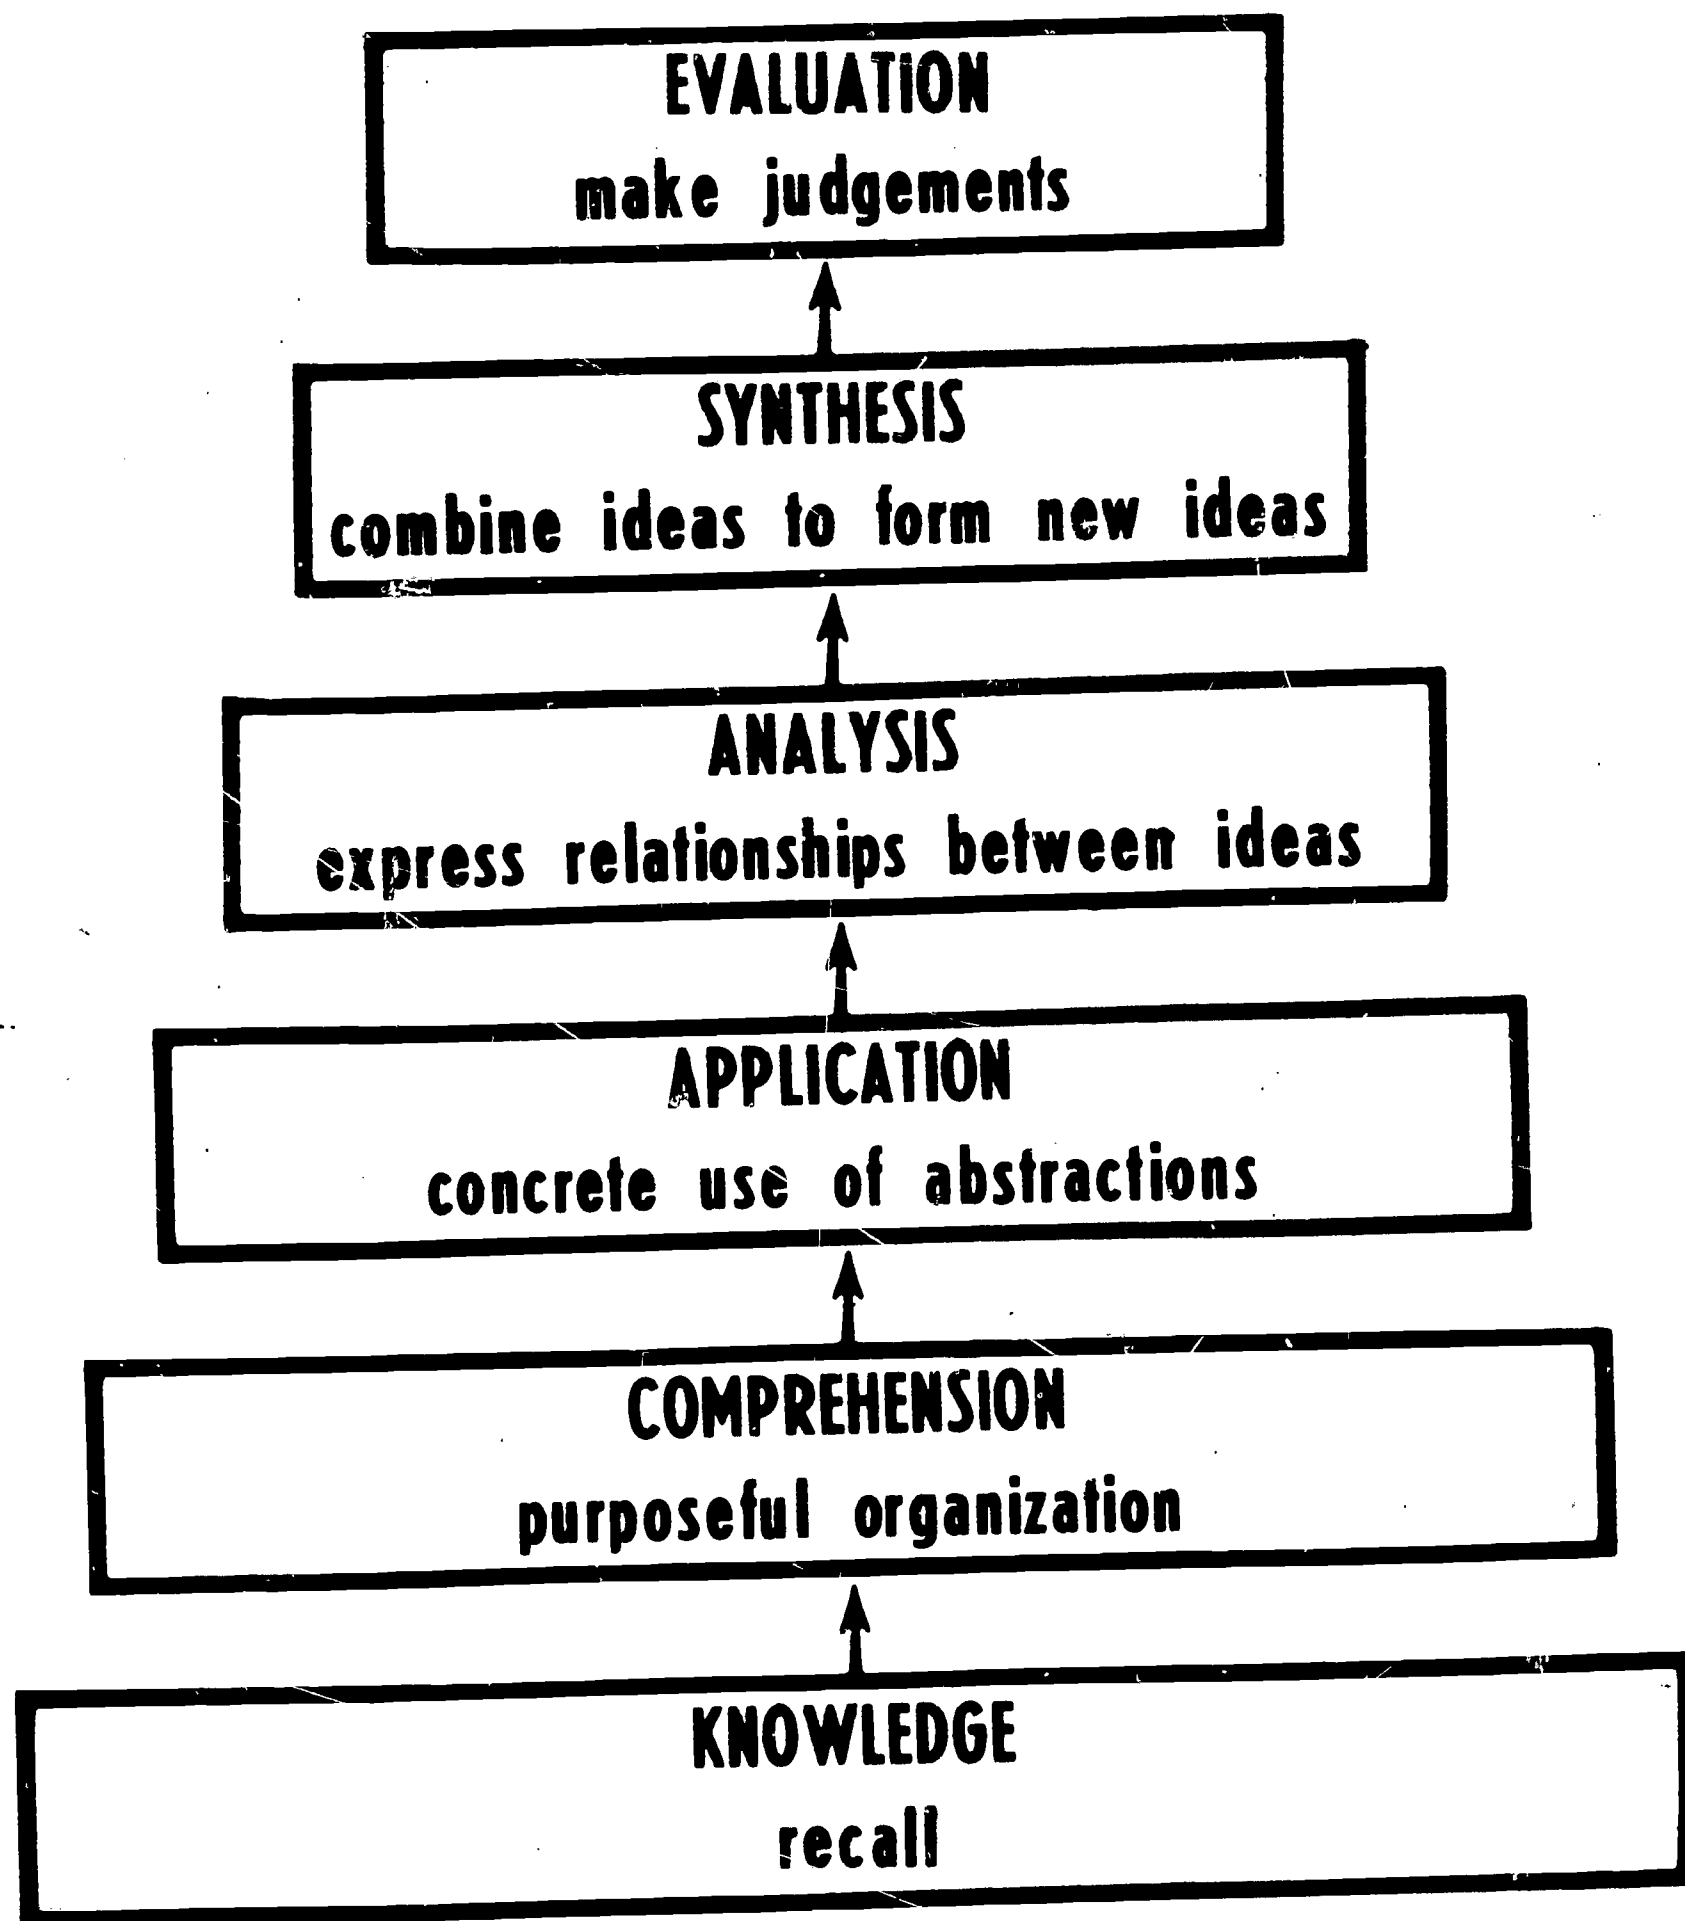 EVALUATION
make judgements
SYNTHESIS
combine ideas to form new ideas
ANALYSIS
express relationships between ideas
APPLICATION
concrete use of abstractions
COMPREHENSION
purposeful organization
KNOWLEDGE
recall